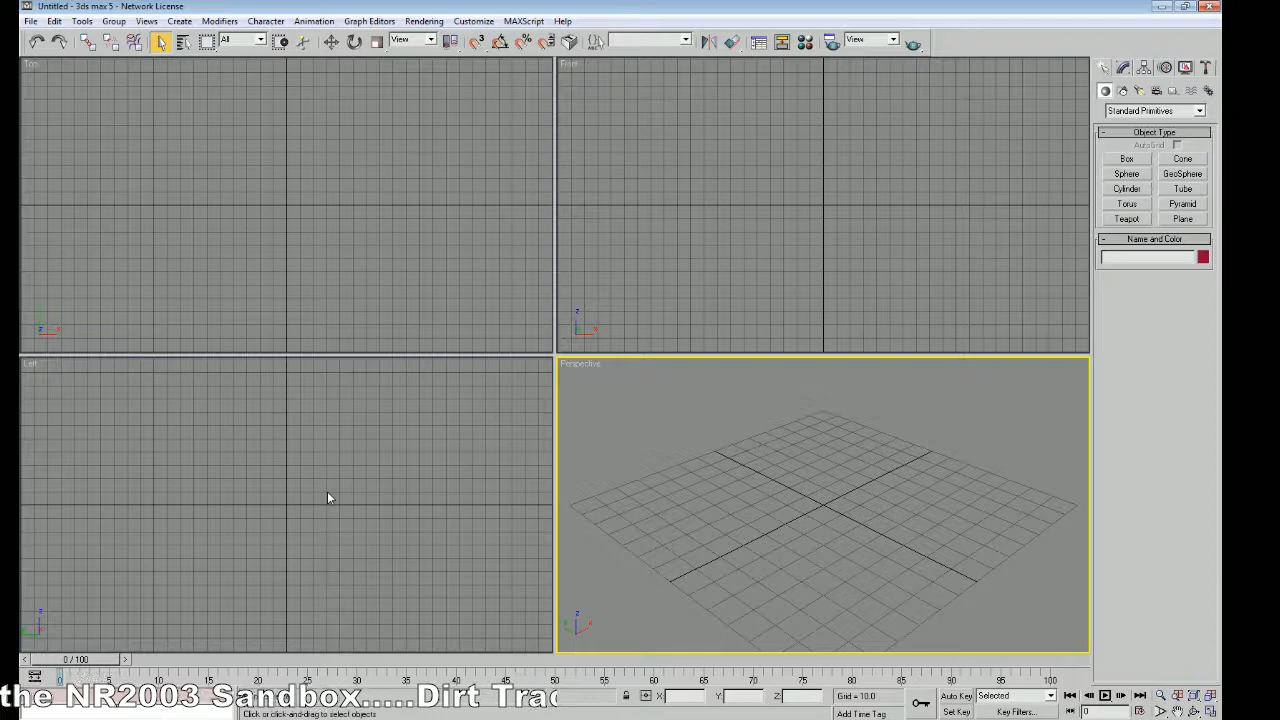 Untitled - 3ds max 5 - Network License
File Edit Tools Group Views Create Modifiers Character Animation Graph Editors Rendering Customize MAXScript Help
All View View
Top Front
Standard Primitives
- Object Type
AutoGrid
Box Cone
Sphere GeoSphere
Cylinder Tube
Torus Pyramid
Teapot Plane
- Name and Color
z x
z x
Left Perspective
z
z
0 / 100
0 5 10 15 20 25 30 35 40 45 50 55 60 65 70 75 80 85 90 95 100
the NR2003 Sandbox.....Dirt Trac
X: Y: Z: Grid = 10.0 Auto Key Selected
Click or click-and-drag to select objects Add Time Tag Set Key Key Filters... 0